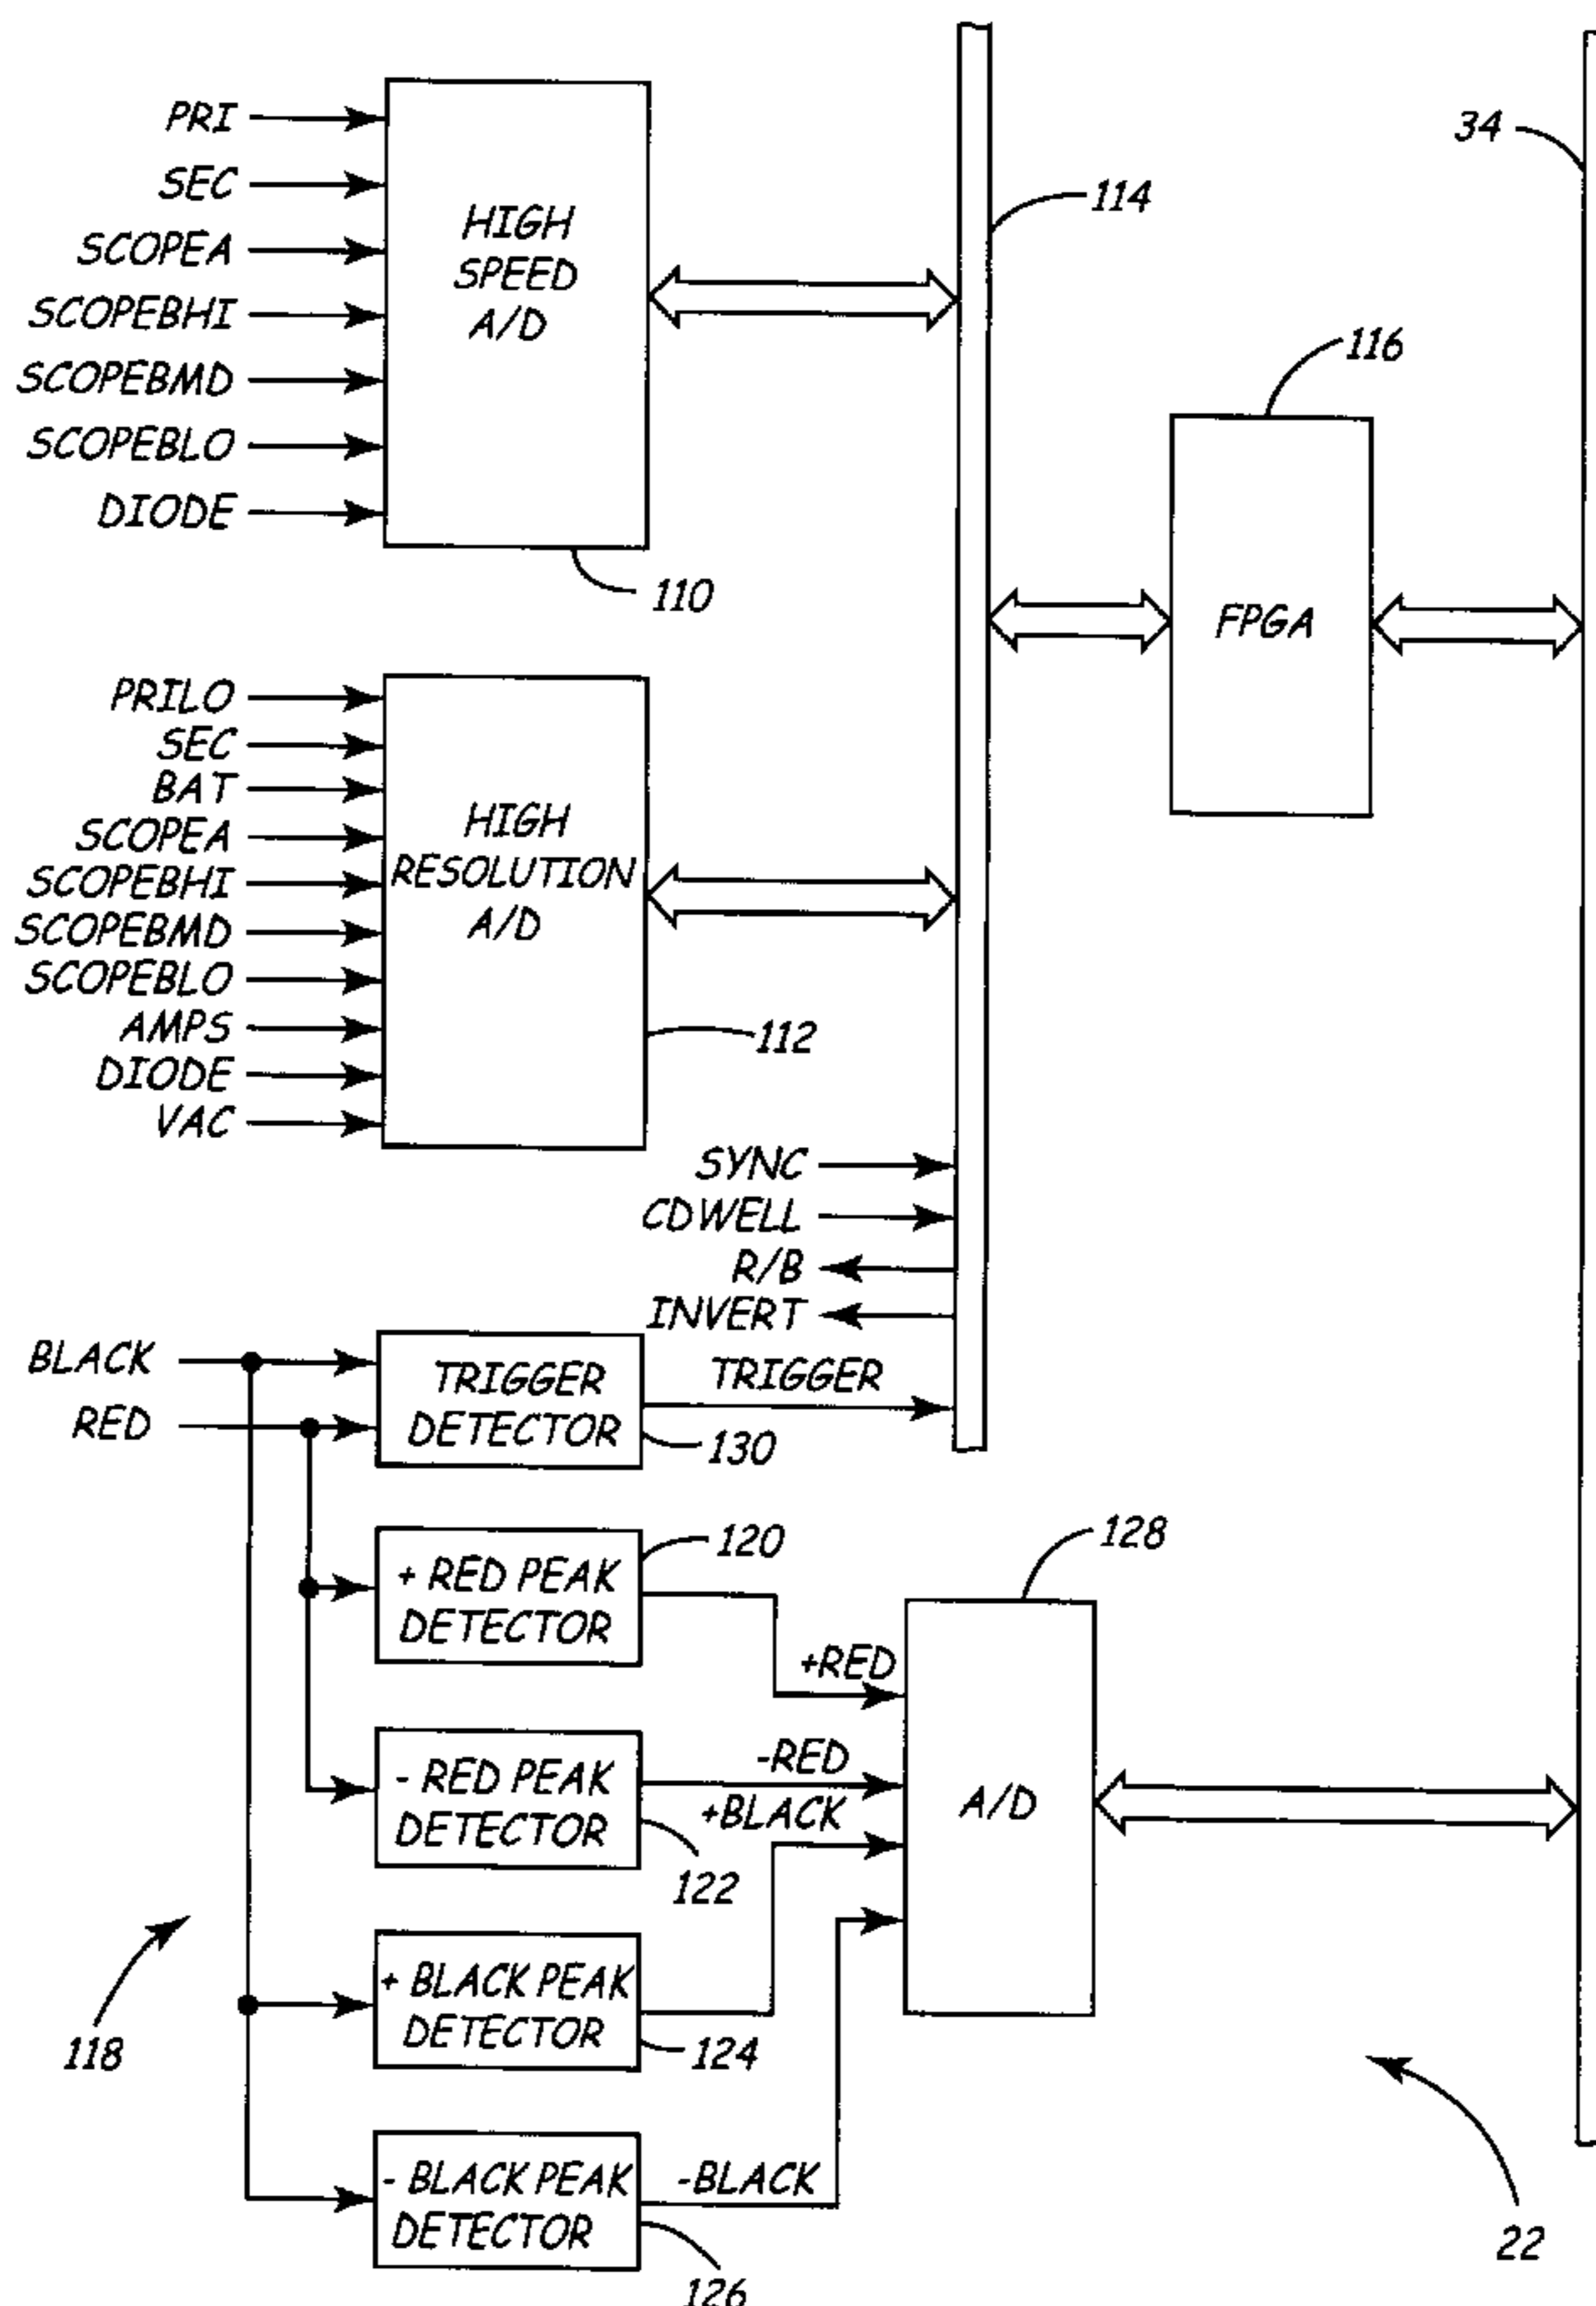 PRI
SEC
SCOPEA
SCOPEBHI
SCOPEBMD
SCOPEBLO
DIODE
HIGH
SPEED
A/D
110
114
34
116
FPGA
PRILO
SEC
BAT
SCOPEA
SCOPEBHI
SCOPEBMD
SCOPEBLO
AMPS
DIODE
VAC
HIGH
RESOLUTION
A/D
112
SYNC
CDWELL
R/B
INVERT
BLACK
RED
TRIGGER
DETECTOR
TRIGGER
130
+ RED PEAK
DETECTOR
120
+RED
128
- RED PEAK
DETECTOR
-RED
+BLACK
122
A/D
+ BLACK PEAK
DETECTOR
124
118
- BLACK PEAK
DETECTOR
-BLACK
126
22